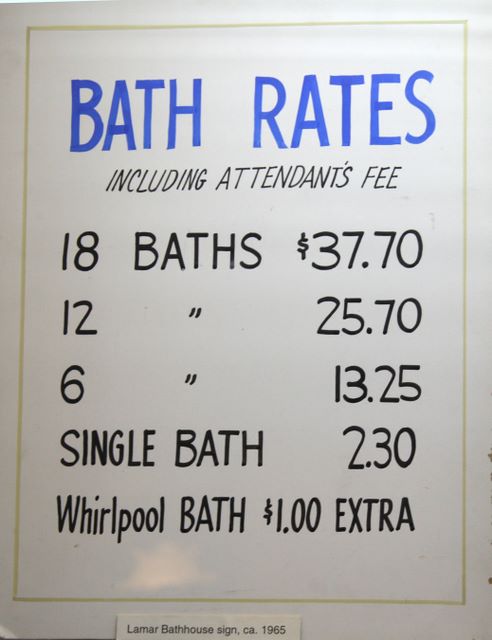 BATH RATES
INCLUDING ATTENDANT'S FEE
18 BATHS $37.70
12 " 25.70
6 " 13.25
SINGLE BATH 2.30
Whirlpool BATH $1.00 EXTRA
Lamar Bathhouse sign, ca. 1965